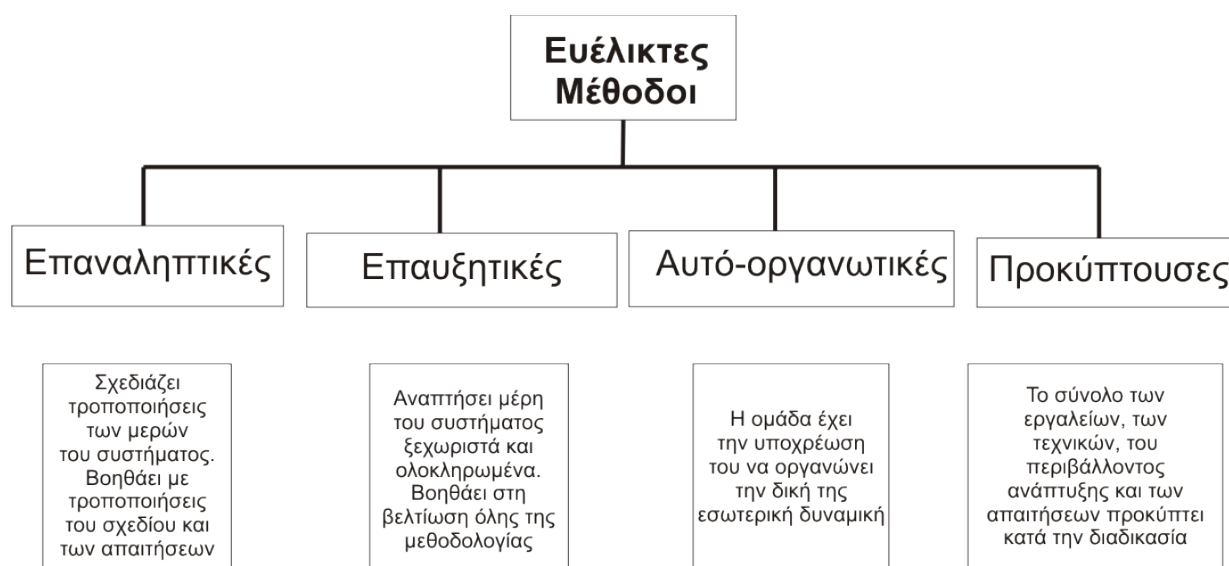 Ευέλικτες
Μέθοδοι
Επαναληπτικές
Επαυξητικές
Αυτό-οργανωτικές
Προκύπτουσες
Σχεδιάζει
τροποποιήσεις
των μερών
του συστήματος.
Βοηθάει με
τροποποιήσεις
του σχεδίου και
των απαιτήσεων
Αναπτήσει μέρη
του συστήματος
ξεχωριστά και
ολοκληρωμένα.
Βοηθάει στη
βελτίωση όλης της
μεθοδολογίας
Η ομάδα έχει
την υποχρέωση
του να οργανώνει
την δική της
εσωτερική δυναμική
Το σύνολο των
εργαλείων, των
τεχνικών, του
περιβάλλοντος
ανάπτυξης και των
απαιτήσεων προκύπτει
κατά την διαδικασία